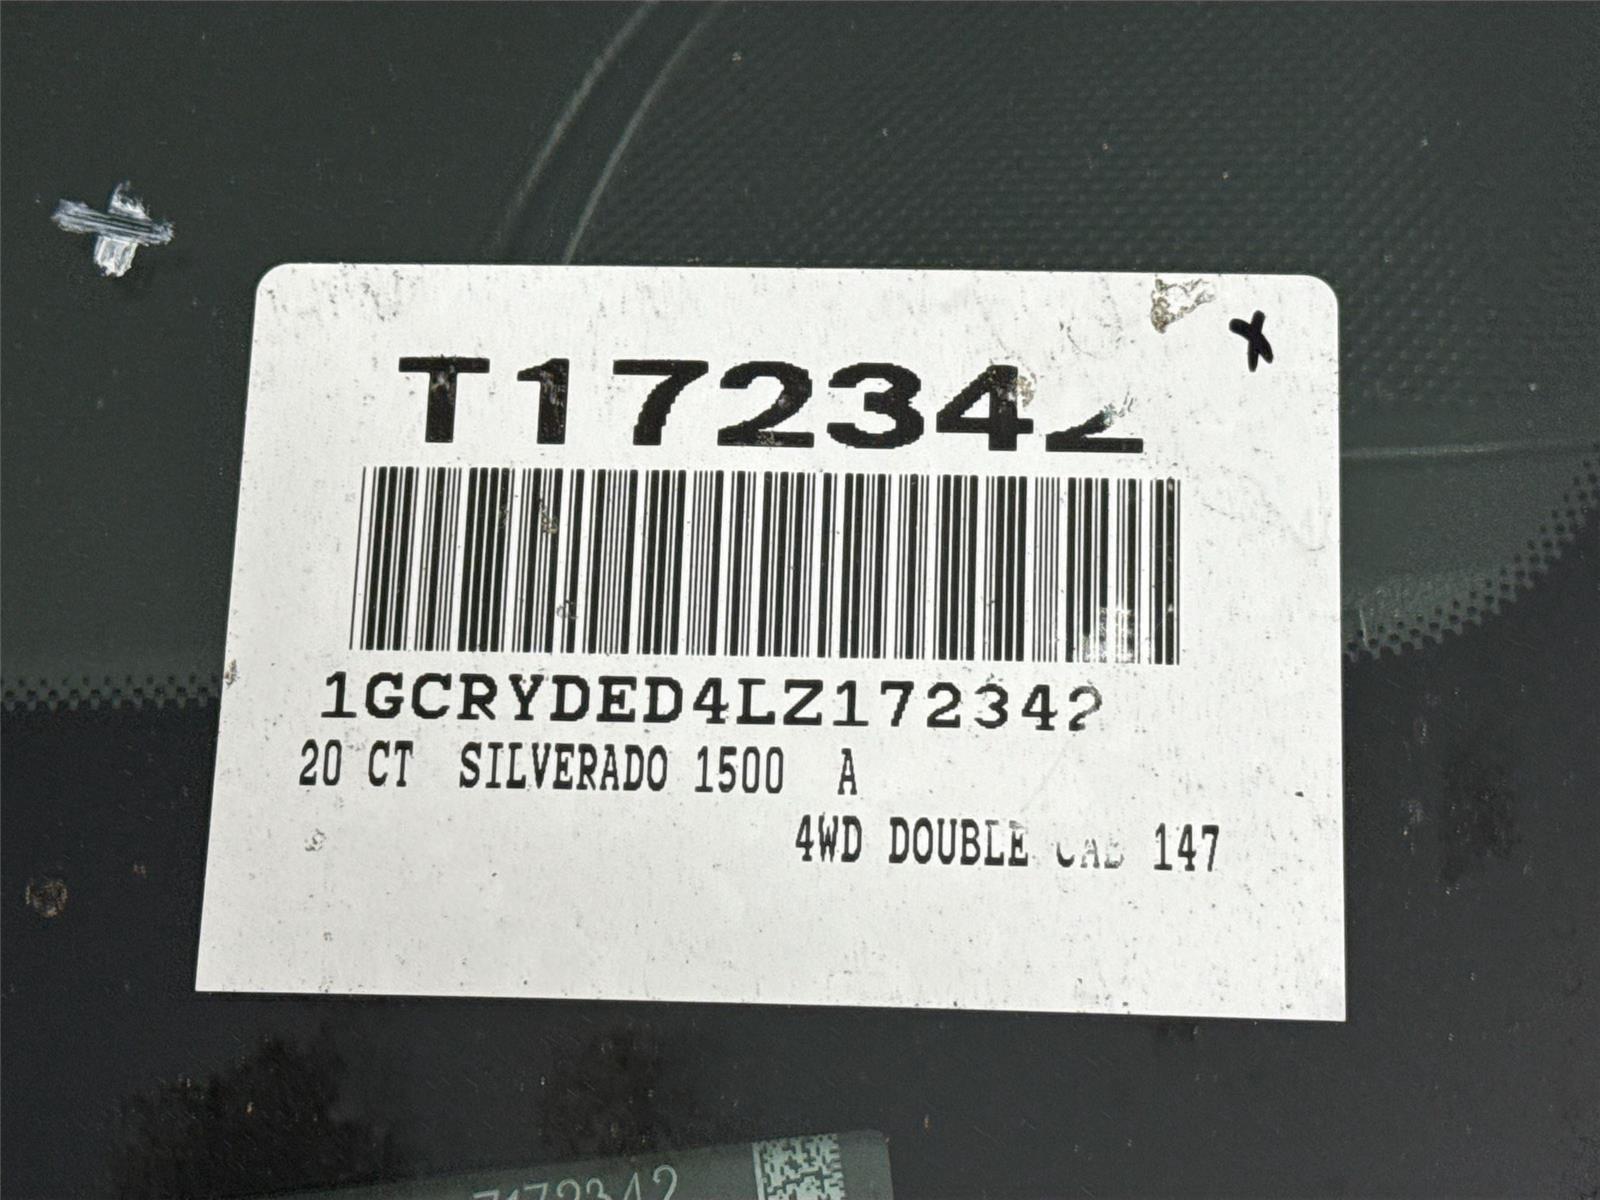 T172342
1GCRYDED4LZ172342
20 CT SILVERADO 1500 A
4WD DOUBLE CAB 147